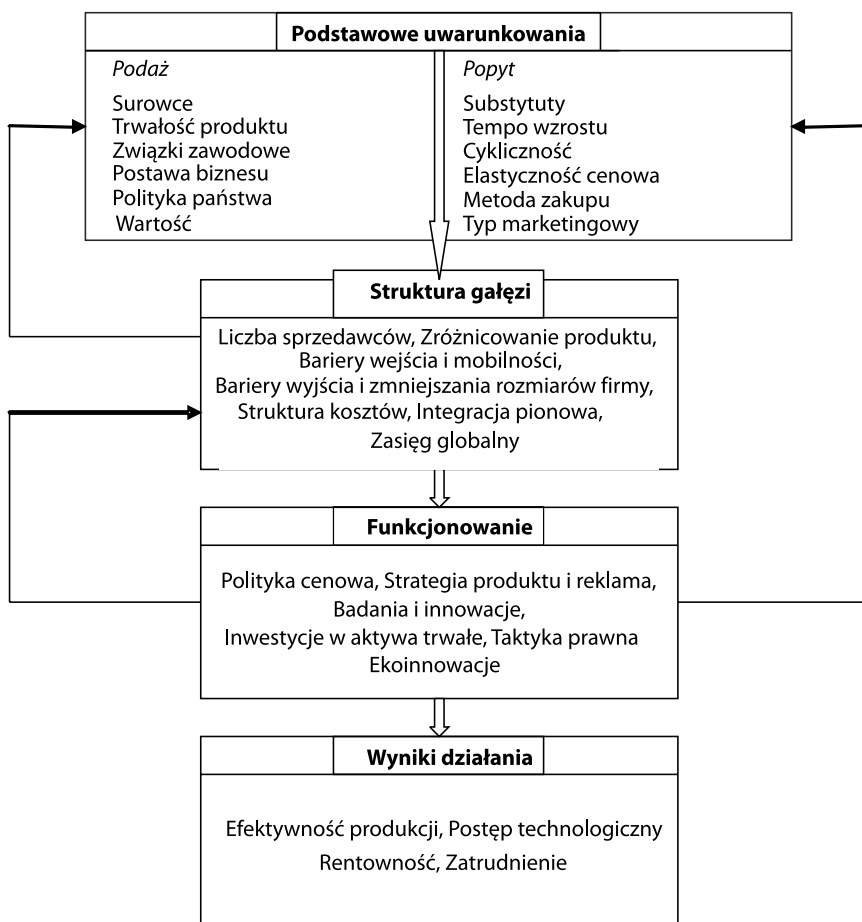 Podstawowe uwarunkowania
Podaż
Surowce
Trwałość produktu
Związki zawodowe
Postawa biznesu
Polityka państwa
Wartość
Popyt
Substytuty
Tempo wzrostu
Cykliczność
Elastyczność cenowa
Metoda zakupu
Typ marketingowy
Struktura gałęzi
Liczba sprzedawców, Zróżnicowanie produktu,
Bariery wejścia i mobilności,
Bariery wyjścia i zmniejszania rozmiarów firmy,
Struktura kosztów, Integracja pionowa,
Zasięg globalny
Funkcjonowanie
Polityka cenowa, Strategia produktu i reklama,
Badania i innowacje,
Inwestycje w aktywa trwałe, Taktyka prawna
Ekoinnowacje
Wyniki działania
Efektywność produkcji, Postęp technologiczny
Rentowność, Zatrudnienie